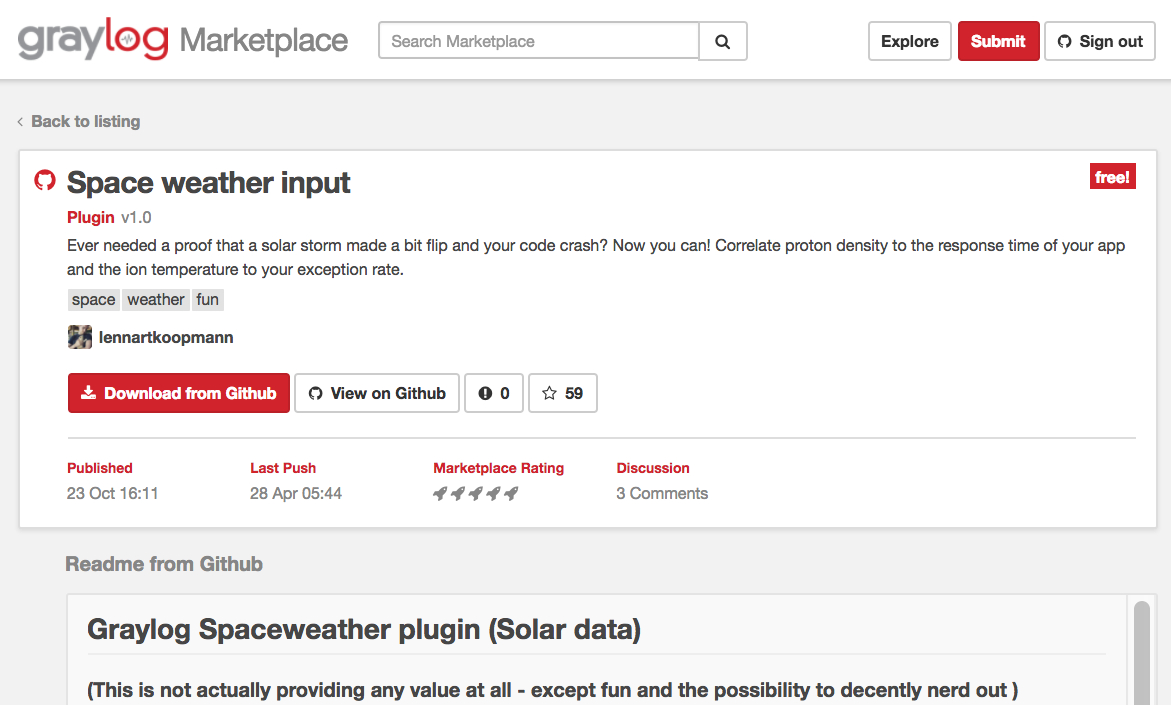 graylog Marketplace Search Marketplace Explore Submit Sign out
Back to listing
Space weather input free!
Plugin v1.0
Ever needed a proof that a solar storm made a bit flip and your code crash? Now you can! Correlate proton density to the response time of your app
and the ion temperature to your exception rate.
space weather fun
lennartkoopmann
Download from Github View on Github 0 59
Published Last Push Marketplace Rating Discussion
23 Oct 16:11 28 Apr 05:44 3 Comments
Readme from Github
Graylog Spaceweather plugin (Solar data)
(This is not actually providing any value at all - except fun and the possibility to decently nerd out )